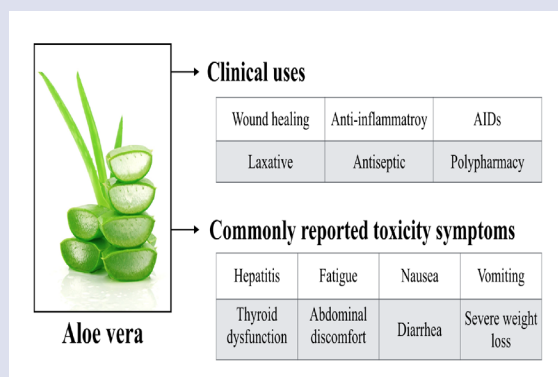 Clinical uses
Wound healing Anti-inflammatroy AIDs
Laxative Antiseptic Polypharmacy
Commonly reported toxicity symptoms
Hepatitis Fatigue Nausea Vomiting
Thyroid dysfunction Abdominal discomfort Diarrhea Severe weight loss
Aloe vera